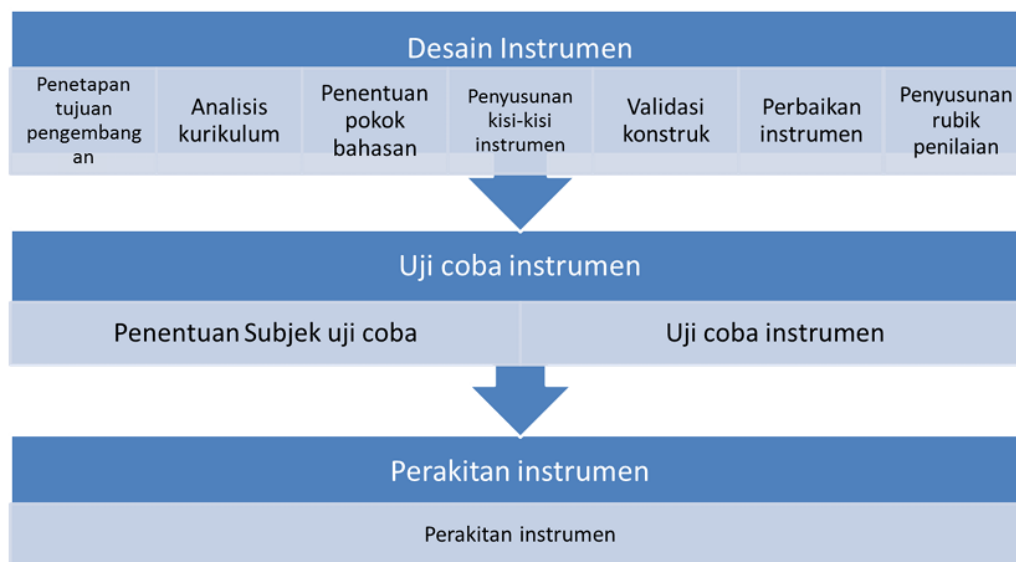 Desain Instrumen
Penetapan
tujuan
pengembang
an
Analisis
kurikulum
Penentuan
pokok
bahasan
Penyusunan
kisi-kisi
instrumen
Validasi
konstruk
Perbaikan
instrumen
Penyusunan
rubik
penilaian
Uji coba instrumen
Penentuan Subjek uji coba
Uji coba instrumen
Perakitan instrumen
Perakitan instrumen